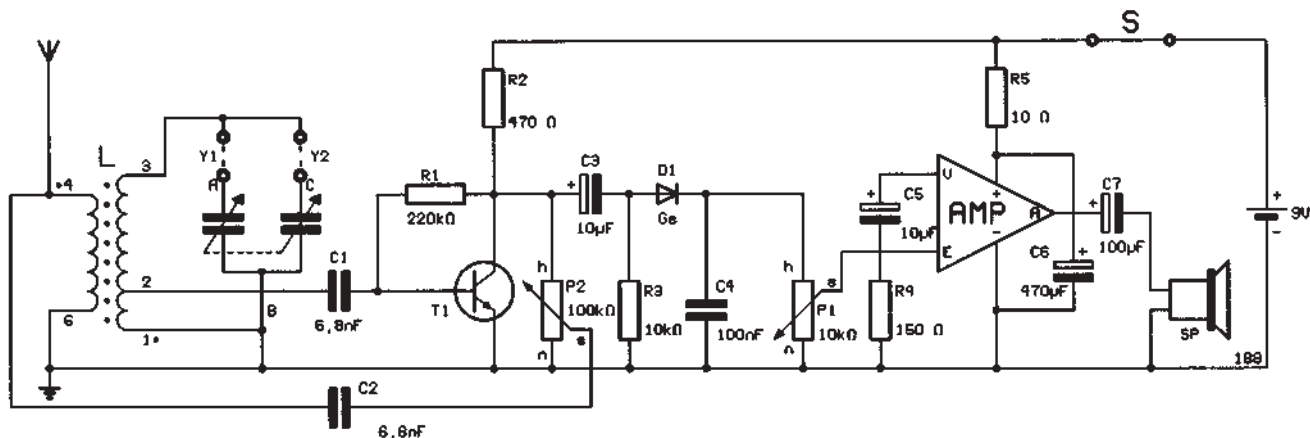 S
R2
470 Ω
R5
10 Ω
L
3
Y1
Y2
A
C
*4
R1
220kΩ
C3
+
10µF
D1
Ge
C5
+
10µF
V
AMP
+
-
A
E
C7
+
100µF
+
9V
-
C6
+
470µF
2
C1
6,8nF
T1
h
P2
100kΩ
s
n
R3
10kΩ
C4
100nF
h
s
P1
10kΩ
n
R4
150 Ω
SP
6
B
1*
188
C2
6,8nF